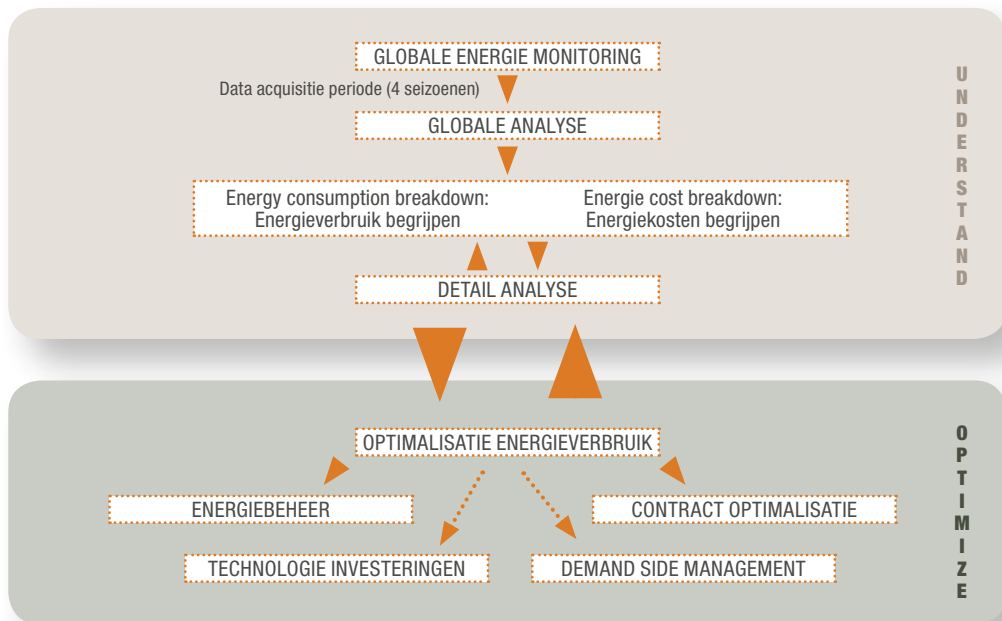 GLOBALE ENERGIE MONITORING
Data acquisitie periode (4 seizoenen)
GLOBALE ANALYSE
Energy consumption breakdown:
Energieverbruik begrijpen
Energie cost breakdown:
Energiekosten begrijpen
DETAIL ANALYSE
UNDERSTAND
OPTIMALISATIE ENERGIEVERBRUIK
ENERGIEBEHEER
CONTRACT OPTIMALISATIE
TECHNOLOGIE INVESTERINGEN
DEMAND SIDE MANAGEMENT
OPTIMIZE